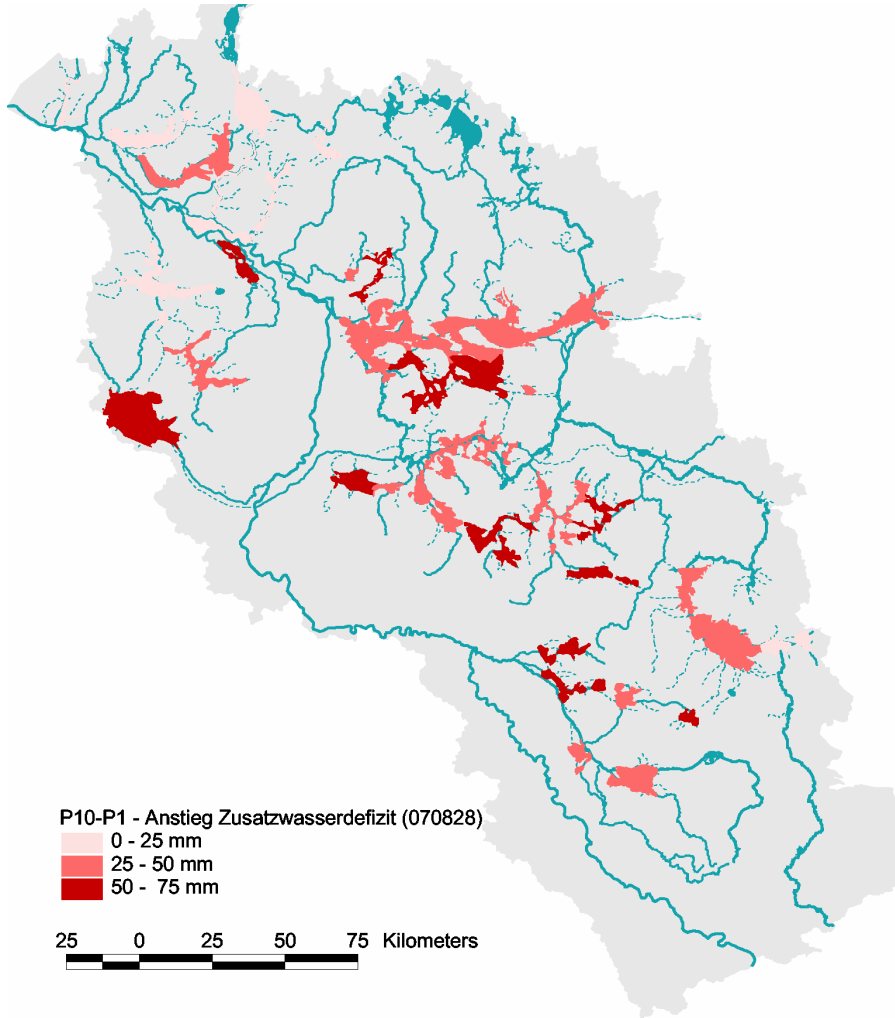 P10-P1 - Anstieg Zusatzwasserdefizit (070828)
0 - 25 mm
25 - 50 mm
50 - 75 mm
25 0 25 50 75 Kilometers